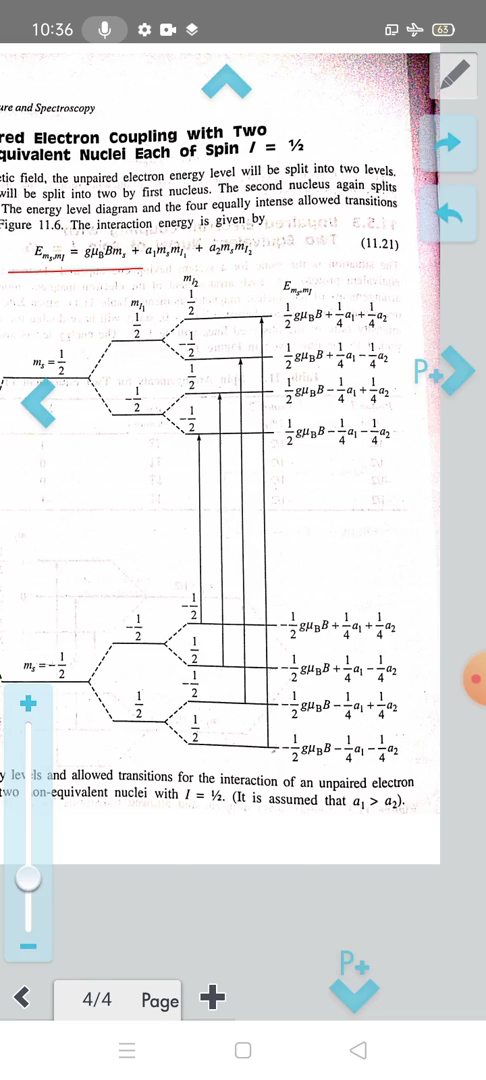 10:36
63
ure and Spectroscopy
red Electron Coupling with Two
quivalent Nuclei Each of Spin I = ½
etic field, the unpaired electron energy level will be split into two levels.
will be split into two by first nucleus. The second nucleus again splits
The energy level diagram and the four equally intense allowed transitions
Figure 11.6. The interaction energy is given by
E_{m_s,m_I} = gμ_B B m_s + a_1 m_s m_{I_1} + a_2 m_s m_{I_2} (11.21)
m_{I_1} m_{I_2} E_{m_s,m_I}
1/2 1/2 1/2 gμ_B B + 1/4 a_1 + 1/4 a_2
m_s = 1/2 -1/2 1/2 gμ_B B + 1/4 a_1 - 1/4 a_2
-1/2 1/2 1/2 gμ_B B - 1/4 a_1 + 1/4 a_2
-1/2 1/2 gμ_B B - 1/4 a_1 - 1/4 a_2
P+
-1/2 -1/2 -1/2 gμ_B B + 1/4 a_1 + 1/4 a_2
m_s = -1/2 1/2 -1/2 gμ_B B + 1/4 a_1 - 1/4 a_2
1/2 -1/2 -1/2 gμ_B B - 1/4 a_1 + 1/4 a_2
1/2 -1/2 gμ_B B - 1/4 a_1 - 1/4 a_2
y levels and allowed transitions for the interaction of an unpaired electron
two on-equivalent nuclei with I = ½. (It is assumed that a_1 > a_2).
P+
4/4 Page